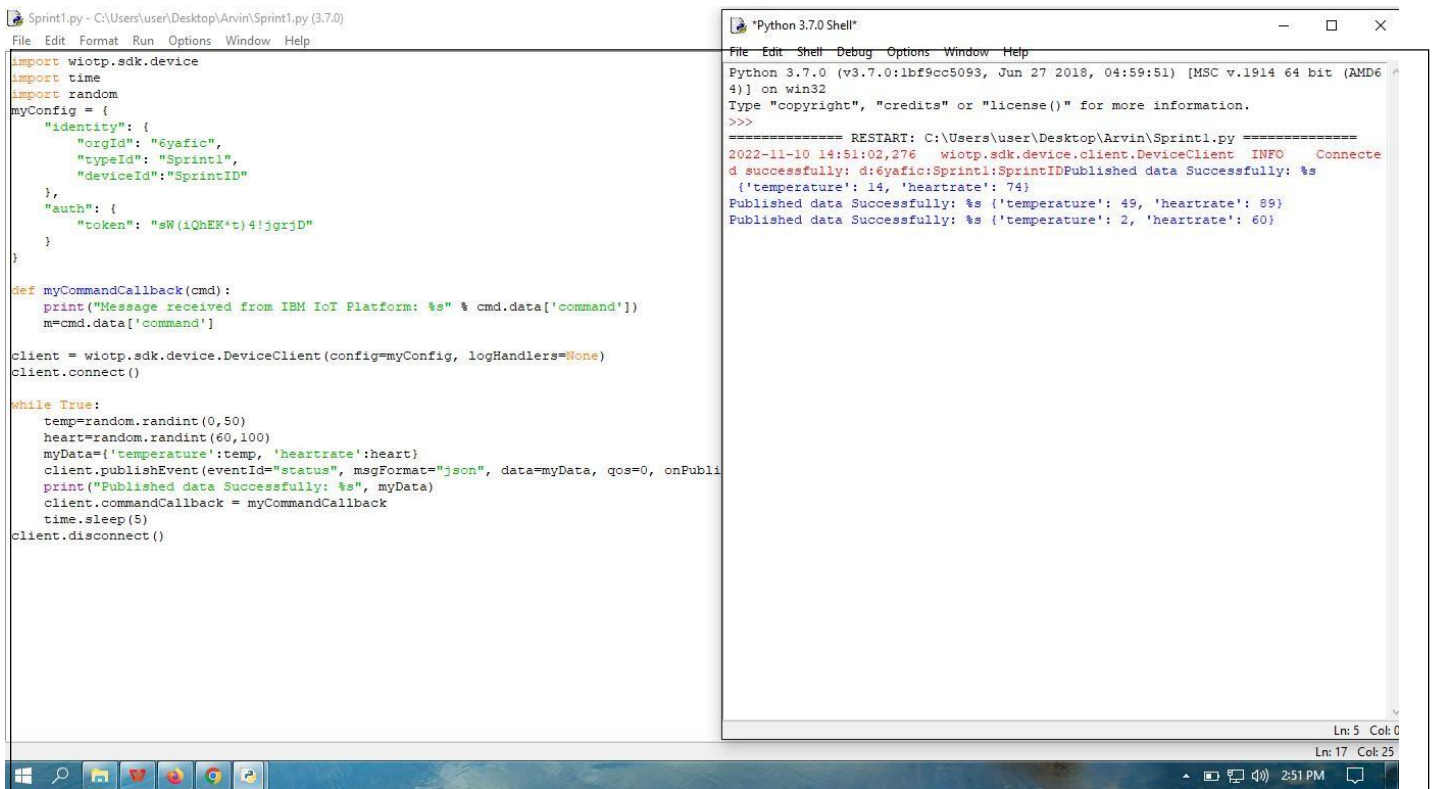 Sprint1.py - C:\Users\user\Desktop\Arvin\Sprint1.py (3.7.0)
File Edit Format Run Options Window Help
import wiotp.sdk.device
import time
import random
myConfig = {
    "identity": {
        "orgId": "6yafic",
        "typeId": "Sprint1",
        "deviceId":"SprintID"
    },
    "auth": {
        "token": "sW(iQhEK*t)4!jgrjD"
    }
}
def myCommandCallback(cmd):
    print("Message received from IBM IoT Platform: %s" % cmd.data['command'])
    m=cmd.data['command']
client = wiotp.sdk.device.DeviceClient(config=myConfig, logHandlers=None)
client.connect()
while True:
    temp=random.randint(0,50)
    heart=random.randint(60,100)
    myData={'temperature':temp, 'heartrate':heart}
    client.publishEvent(eventId="status", msgFormat="json", data=myData, qos=0, onPubli
    print("Published data Successfully: %s", myData)
    client.commandCallback = myCommandCallback
    time.sleep(5)
client.disconnect()
*Python 3.7.0 Shell*
File Edit Shell Debug Options Window Help
Python 3.7.0 (v3.7.0:1bf9cc5093, Jun 27 2018, 04:59:51) [MSC v.1914 64 bit (AMD6
4)] on win32
Type "copyright", "credits" or "license()" for more information.
>>>
============== RESTART: C:\Users\user\Desktop\Arvin\Sprint1.py ==============
2022-11-10 14:51:02,276   wiotp.sdk.device.client.DeviceClient  INFO    Connecte
d successfully: d:6yafic:Sprint1:SprintIDPublished data Successfully: %s
 {'temperature': 14, 'heartrate': 74}
Published data Successfully: %s {'temperature': 49, 'heartrate': 89}
Published data Successfully: %s {'temperature': 2, 'heartrate': 60}
Ln: 5 Col: 0
Ln: 17 Col: 25
2:51 PM